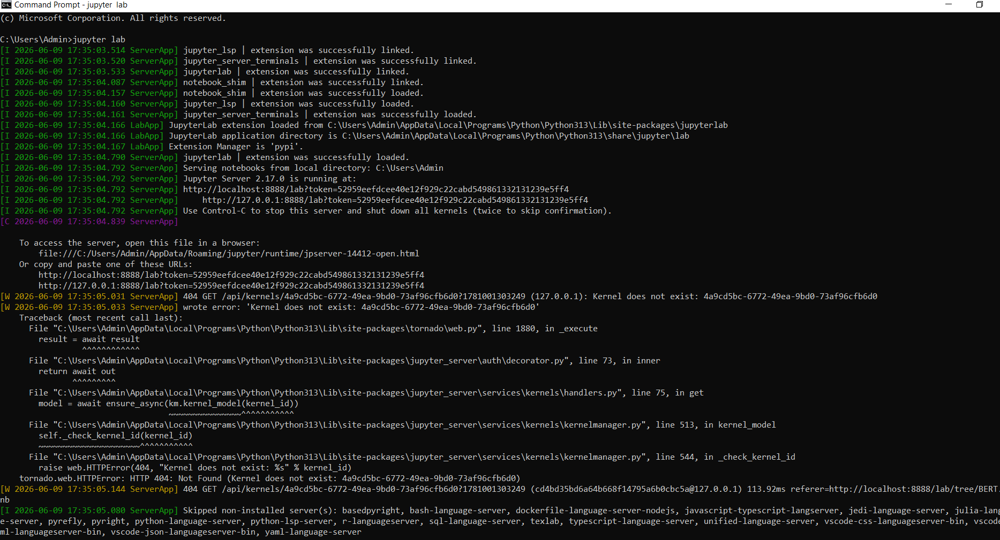 Command Prompt - jupyter  lab
(c) Microsoft Corporation. All rights reserved.
C:\Users\Admin>jupyter lab
[I 2026-06-09 17:35:03.514 ServerApp] jupyter_lsp | extension was successfully linked.
[I 2026-06-09 17:35:03.520 ServerApp] jupyter_server_terminals | extension was successfully linked.
[I 2026-06-09 17:35:03.533 ServerApp] jupyterlab | extension was successfully linked.
[I 2026-06-09 17:35:04.087 ServerApp] notebook_shim | extension was successfully linked.
[I 2026-06-09 17:35:04.157 ServerApp] notebook_shim | extension was successfully loaded.
[I 2026-06-09 17:35:04.160 ServerApp] jupyter_lsp | extension was successfully loaded.
[I 2026-06-09 17:35:04.161 ServerApp] jupyter_server_terminals | extension was successfully loaded.
[I 2026-06-09 17:35:04.166 LabApp] JupyterLab extension loaded from C:\Users\Admin\AppData\Local\Programs\Python\Python313\Lib\site-packages\jupyterlab
[I 2026-06-09 17:35:04.166 LabApp] JupyterLab application directory is C:\Users\Admin\AppData\Local\Programs\Python\Python313\share\jupyter\lab
[I 2026-06-09 17:35:04.167 LabApp] Extension Manager is 'pypi'.
[I 2026-06-09 17:35:04.790 ServerApp] jupyterlab | extension was successfully loaded.
[I 2026-06-09 17:35:04.792 ServerApp] Serving notebooks from local directory: C:\Users\Admin
[I 2026-06-09 17:35:04.792 ServerApp] Jupyter Server 2.17.0 is running at:
[I 2026-06-09 17:35:04.792 ServerApp] http://localhost:8888/lab?token=52959eefdcee40e12f929c22cabd549861332131239e5ff4
[I 2026-06-09 17:35:04.792 ServerApp]     http://127.0.0.1:8888/lab?token=52959eefdcee40e12f929c22cabd549861332131239e5ff4
[I 2026-06-09 17:35:04.792 ServerApp] Use Control-C to stop this server and shut down all kernels (twice to skip confirmation).
[C 2026-06-09 17:35:04.839 ServerApp]
    To access the server, open this file in a browser:
        file:///C:/Users/Admin/AppData/Roaming/jupyter/runtime/jpserver-14412-open.html
    Or copy and paste one of these URLs:
        http://localhost:8888/lab?token=52959eefdcee40e12f929c22cabd549861332131239e5ff4
        http://127.0.0.1:8888/lab?token=52959eefdcee40e12f929c22cabd549861332131239e5ff4
[W 2026-06-09 17:35:05.031 ServerApp] 404 GET /api/kernels/4a9cd5bc-6772-49ea-9bd0-73af96cfb6d0?1781001303249 (127.0.0.1): Kernel does not exist: 4a9cd5bc-6772-49ea-9bd0-73af96cfb6d0
[W 2026-06-09 17:35:05.033 ServerApp] wrote error: 'Kernel does not exist: 4a9cd5bc-6772-49ea-9bd0-73af96cfb6d0'
    Traceback (most recent call last):
      File "C:\Users\Admin\AppData\Local\Programs\Python\Python313\Lib\site-packages\tornado\web.py", line 1880, in _execute
        result = await result
                 ^^^^^^^^^^^^
      File "C:\Users\Admin\AppData\Local\Programs\Python\Python313\Lib\site-packages\jupyter_server\auth\decorator.py", line 73, in inner
        return await out
               ^^^^^^^^^
      File "C:\Users\Admin\AppData\Local\Programs\Python\Python313\Lib\site-packages\jupyter_server\services\kernels\handlers.py", line 75, in get
        model = await ensure_async(km.kernel_model(kernel_id))
                                   ~~~~~~~~~~~~~~~^^^^^^^^^^^
      File "C:\Users\Admin\AppData\Local\Programs\Python\Python313\Lib\site-packages\jupyter_server\services\kernels\kernelmanager.py", line 513, in kernel_model
        self._check_kernel_id(kernel_id)
        ~~~~~~~~~~~~~~~~~~~~~^^^^^^^^^^^
      File "C:\Users\Admin\AppData\Local\Programs\Python\Python313\Lib\site-packages\jupyter_server\services\kernels\kernelmanager.py", line 544, in _check_kernel_id
        raise web.HTTPError(404, "Kernel does not exist: %s" % kernel_id)
    tornado.web.HTTPError: HTTP 404: Not Found (Kernel does not exist: 4a9cd5bc-6772-49ea-9bd0-73af96cfb6d0)
[W 2026-06-09 17:35:05.144 ServerApp] 404 GET /api/kernels/4a9cd5bc-6772-49ea-9bd0-73af96cfb6d0?1781001303249 (cd4bd35bd6a64b668f14795a6b0cbc5a@127.0.0.1) 113.92ms referer=http://localhost:8888/lab/tree/BERT.
nb
[I 2026-06-09 17:35:05.080 ServerApp] Skipped non-installed server(s): basedpyright, bash-language-server, dockerfile-language-server-nodejs, javascript-typescript-langserver, jedi-language-server, julia-lang
e-server, pyrefly, pyright, python-language-server, python-lsp-server, r-languageserver, sql-language-server, texlab, typescript-language-server, unified-language-server, vscode-css-languageserver-bin, vscode
ml-languageserver-bin, vscode-json-languageserver-bin, yaml-language-server